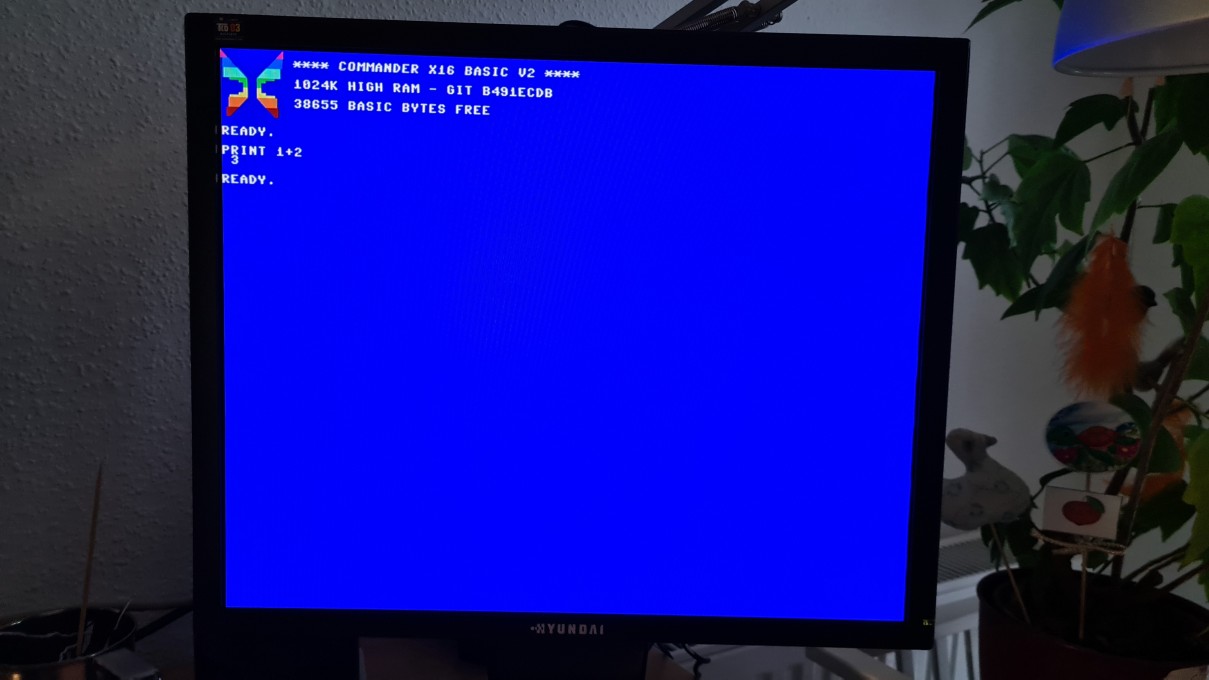 **** COMMANDER X16 BASIC V2 ****
1024K HIGH RAM - GIT B491ECDB
38655 BASIC BYTES FREE
READY.
PRINT 1+2
3
READY.
HYUNDAI